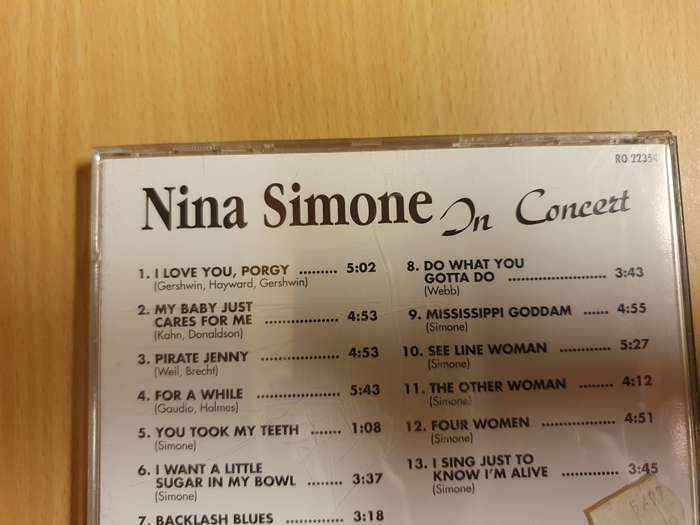 RO 22354
Nina Simone In Concert
1. I LOVE YOU, PORGY ......... 5:02
(Gershwin, Hayward, Gershwin)
2. MY BABY JUST
CARES FOR ME .................. 4:53
(Kahn, Donaldson)
3. PIRATE JENNY ................... 4:53
(Weil, Brecht)
4. FOR A WHILE .................... 5:43
(Gaudio, Holmes)
5. YOU TOOK MY TEETH ....... 1:08
(Simone)
6. I WANT A LITTLE
SUGAR IN MY BOWL ........ 3:37
(Simone)
7. BACKLASH BLUES ................. 3:18
8. DO WHAT YOU
GOTTA DO ........................ 3:43
(Webb)
9. MISSISSIPPI GODDAM ...... 4:55
(Simone)
10. SEE LINE WOMAN ............ 5:27
(Simone)
11. THE OTHER WOMAN ....... 4:12
(Simone)
12. FOUR WOMEN .................. 4:51
(Simone)
13. I SING JUST TO
KNOW I'M ALIVE .............. 3:45
(Simone)